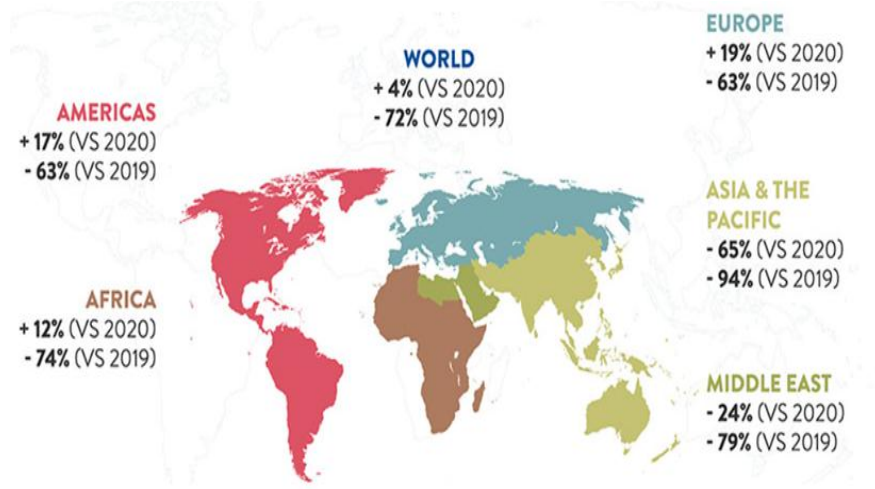 EUROPE
+ 19% (VS 2020)
- 63% (VS 2019)
WORLD
+ 4% (VS 2020)
- 72% (VS 2019)
AMERICAS
+ 17% (VS 2020)
- 63% (VS 2019)
ASIA & THE
PACIFIC
- 65% (VS 2020)
- 94% (VS 2019)
AFRICA
+ 12% (VS 2020)
- 74% (VS 2019)
MIDDLE EAST
- 24% (VS 2020)
- 79% (VS 2019)